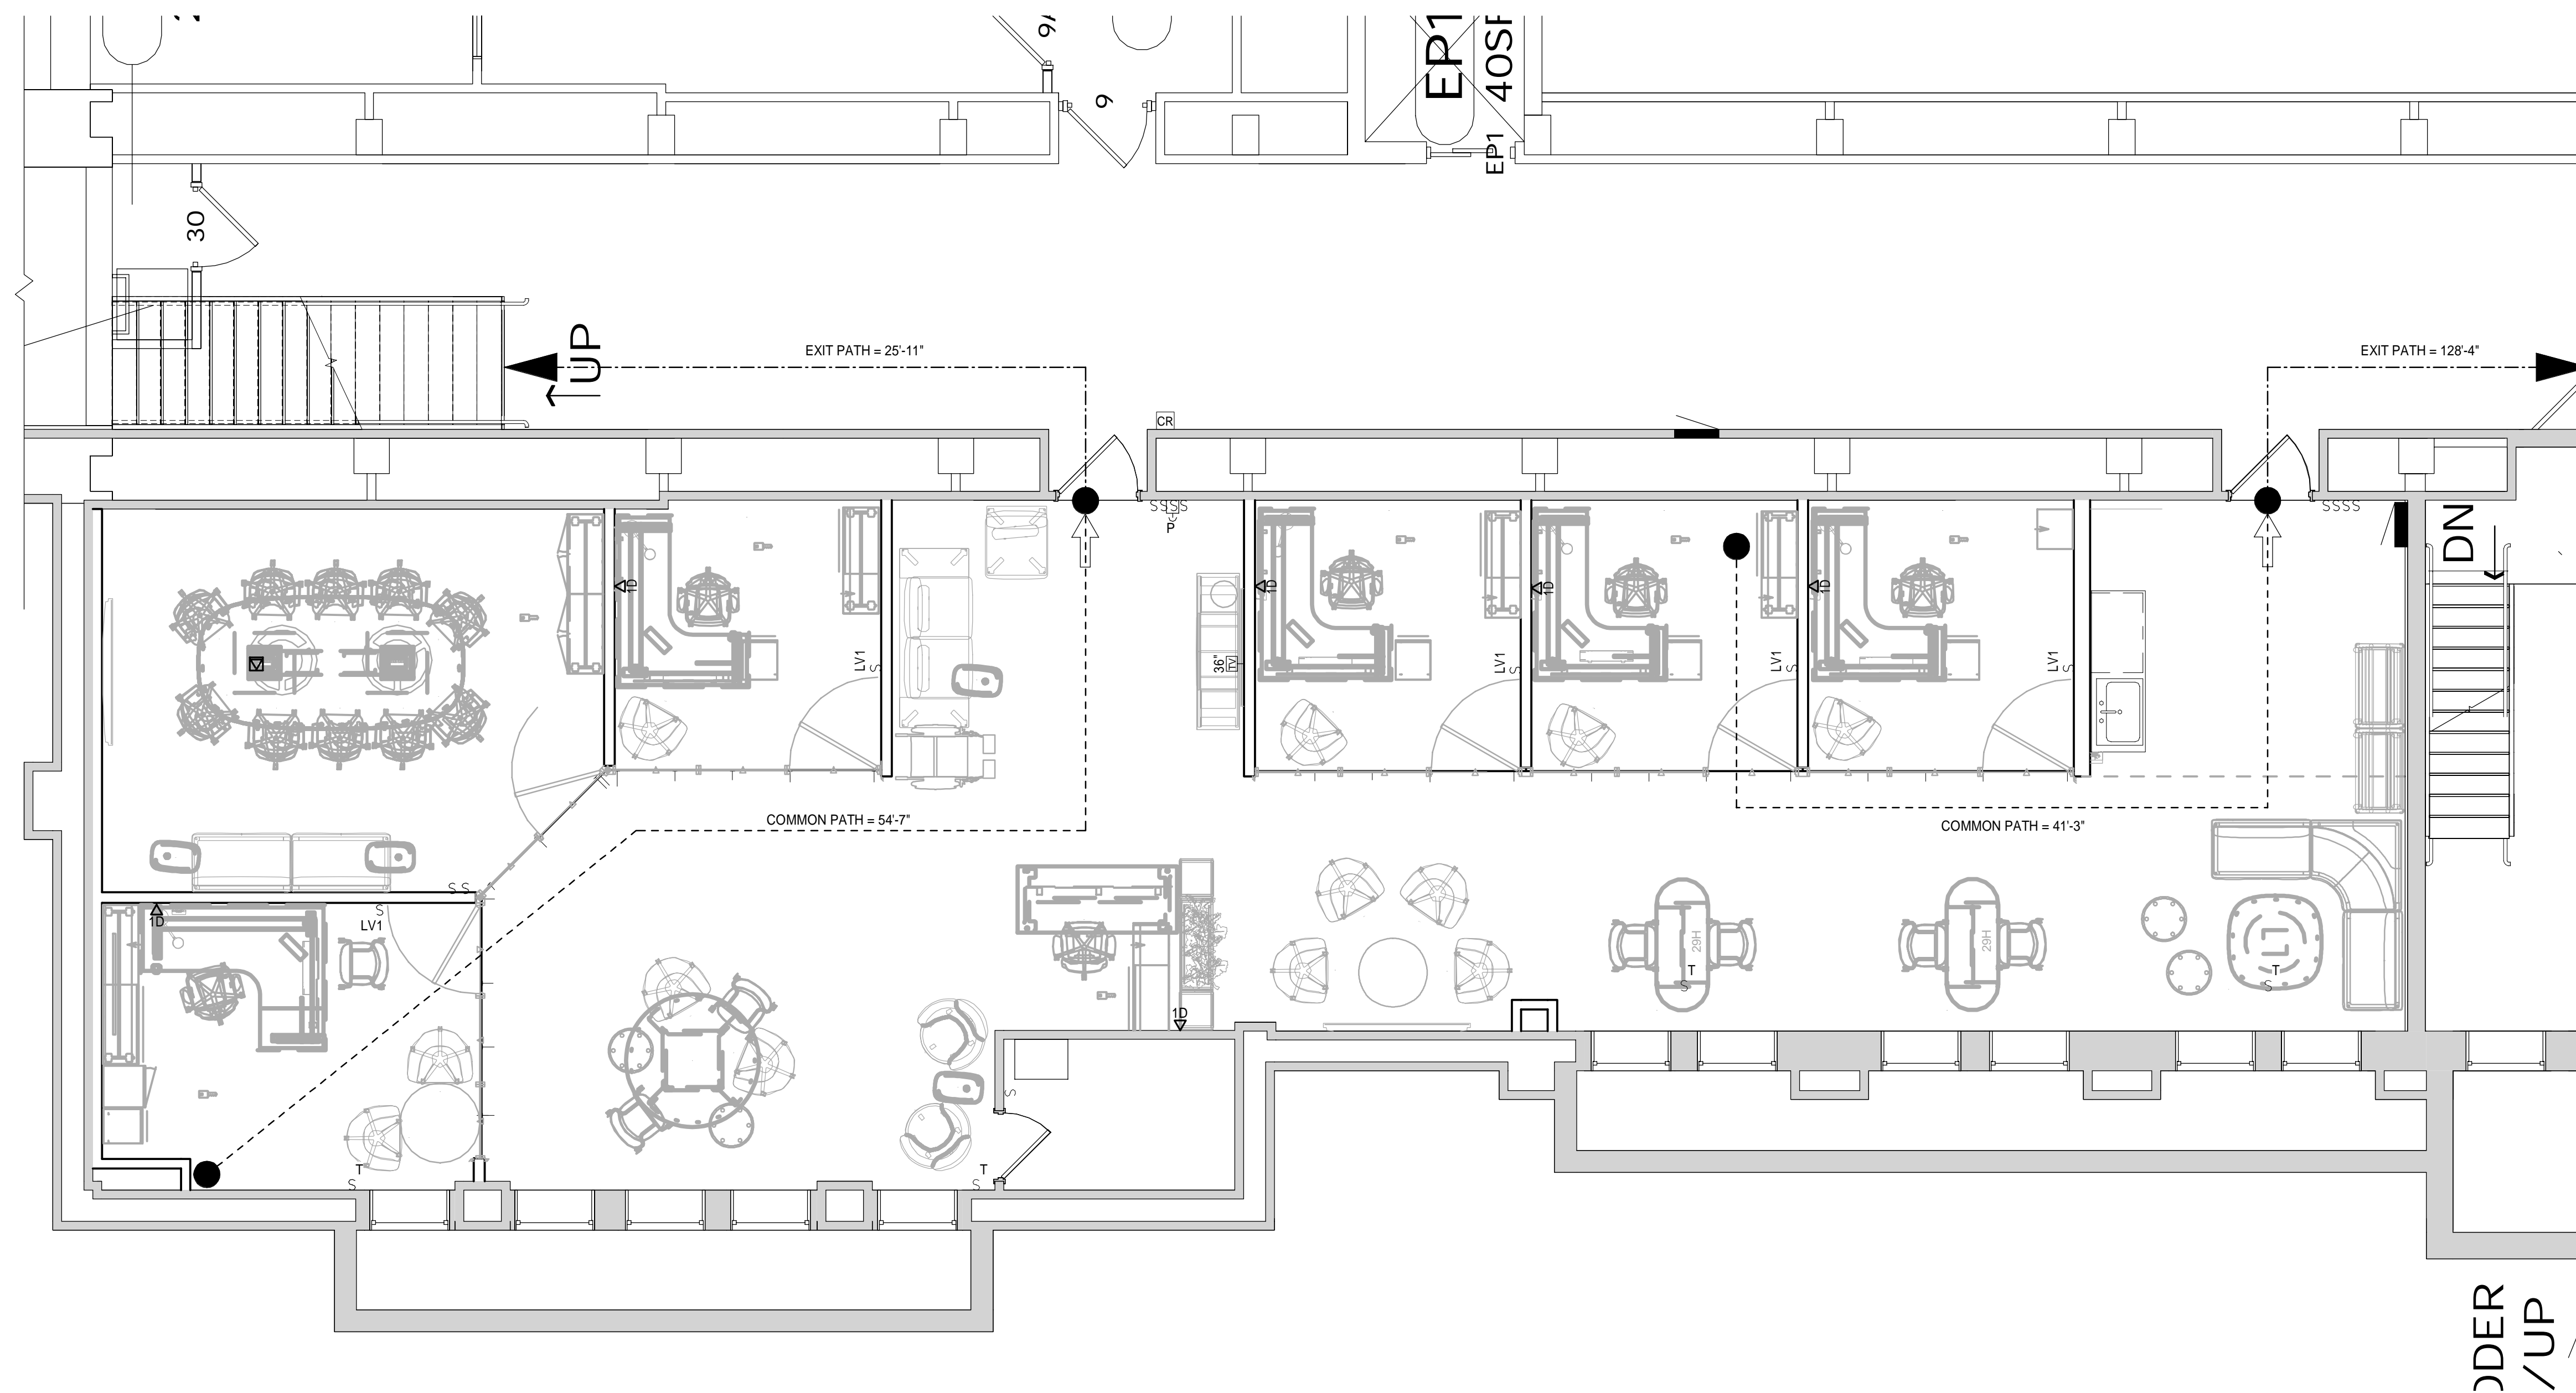 9
EP1
40SF
EP1
30
UP
EXIT PATH = 25'-11"
EXIT PATH = 128'-4"
CR
SSSS
P
SSSS
DN
1D
1D
1D
1D
36"
TV
LV1
S
LV1
S
LV1
S
LV1
S
COMMON PATH = 54'-7"
COMMON PATH = 41'-3"
S S
S
LV1
1D
29H
29H
T
S
T
S
1D
S
T
S
T
S
/UP